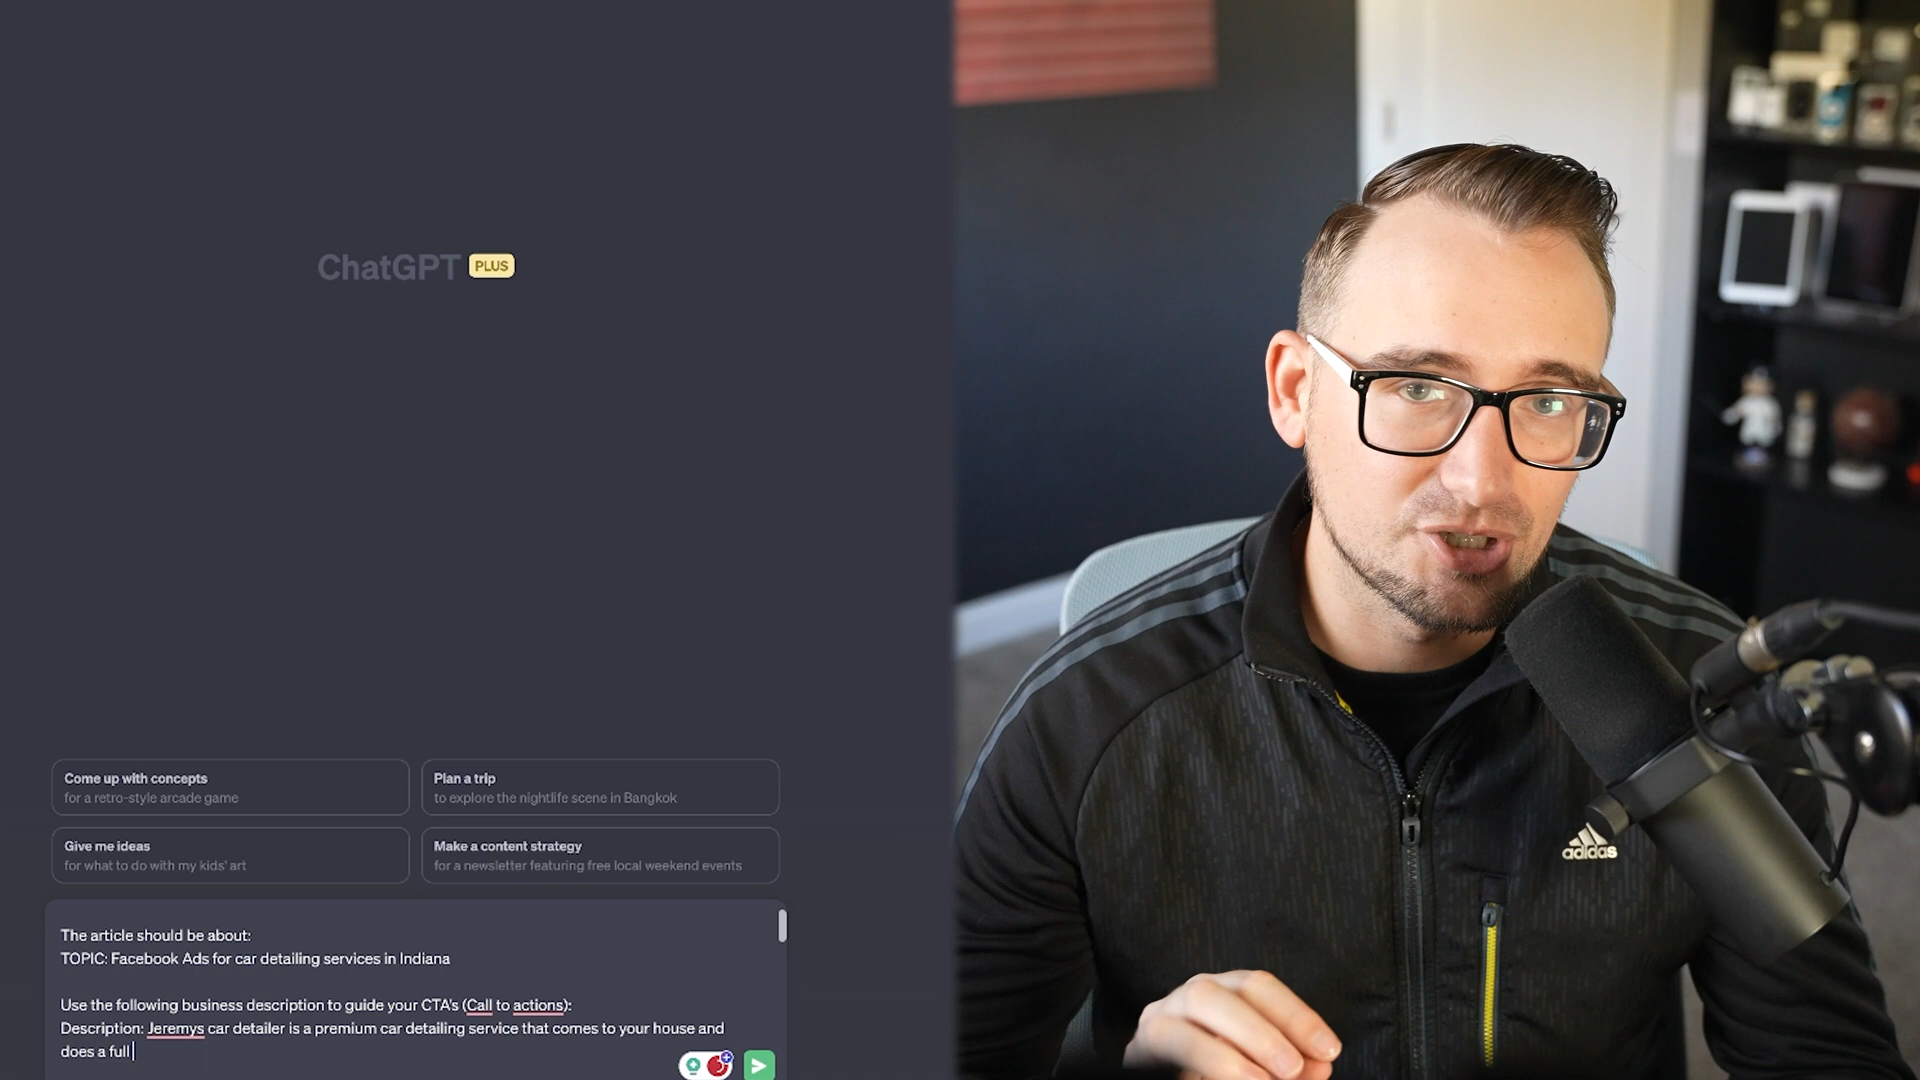 ChatGPT PLUS
Come up with concepts
for a retro-style arcade game
Plan a trip
to explore the nightlife scene in Bangkok
Give me ideas
for what to do with my kids' art
Make a content strategy
for a newsletter featuring free local weekend events
The article should be about:
TOPIC: Facebook Ads for car detailing services in Indiana
Use the following business description to guide your CTA's (Call to actions):
Description: Jeremys car detailer is a premium car detailing service that comes to your house and
does a full
adidas